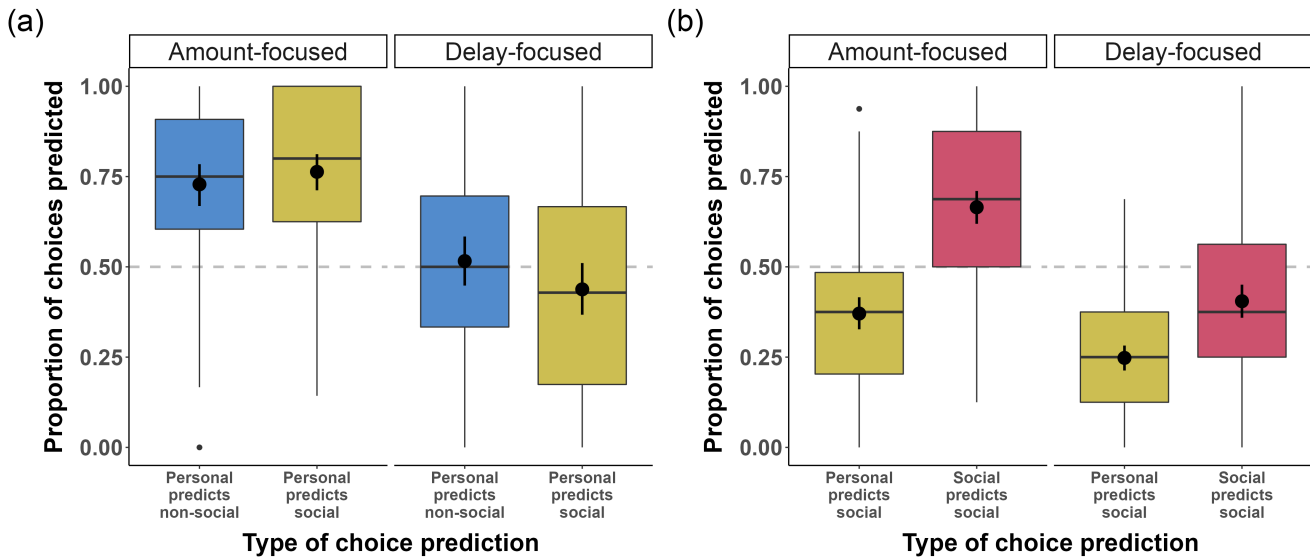 (a)
Amount-focused
Delay-focused
Proportion of choices predicted
1.00
0.75
0.50
0.25
0.00
Personal
predicts
non-social
Personal
predicts
social
Personal
predicts
non-social
Personal
predicts
social
Type of choice prediction
(b)
Amount-focused
Delay-focused
Proportion of choices predicted
1.00
0.75
0.50
0.25
0.00
Personal
predicts
social
Social
predicts
social
Personal
predicts
social
Social
predicts
social
Type of choice prediction